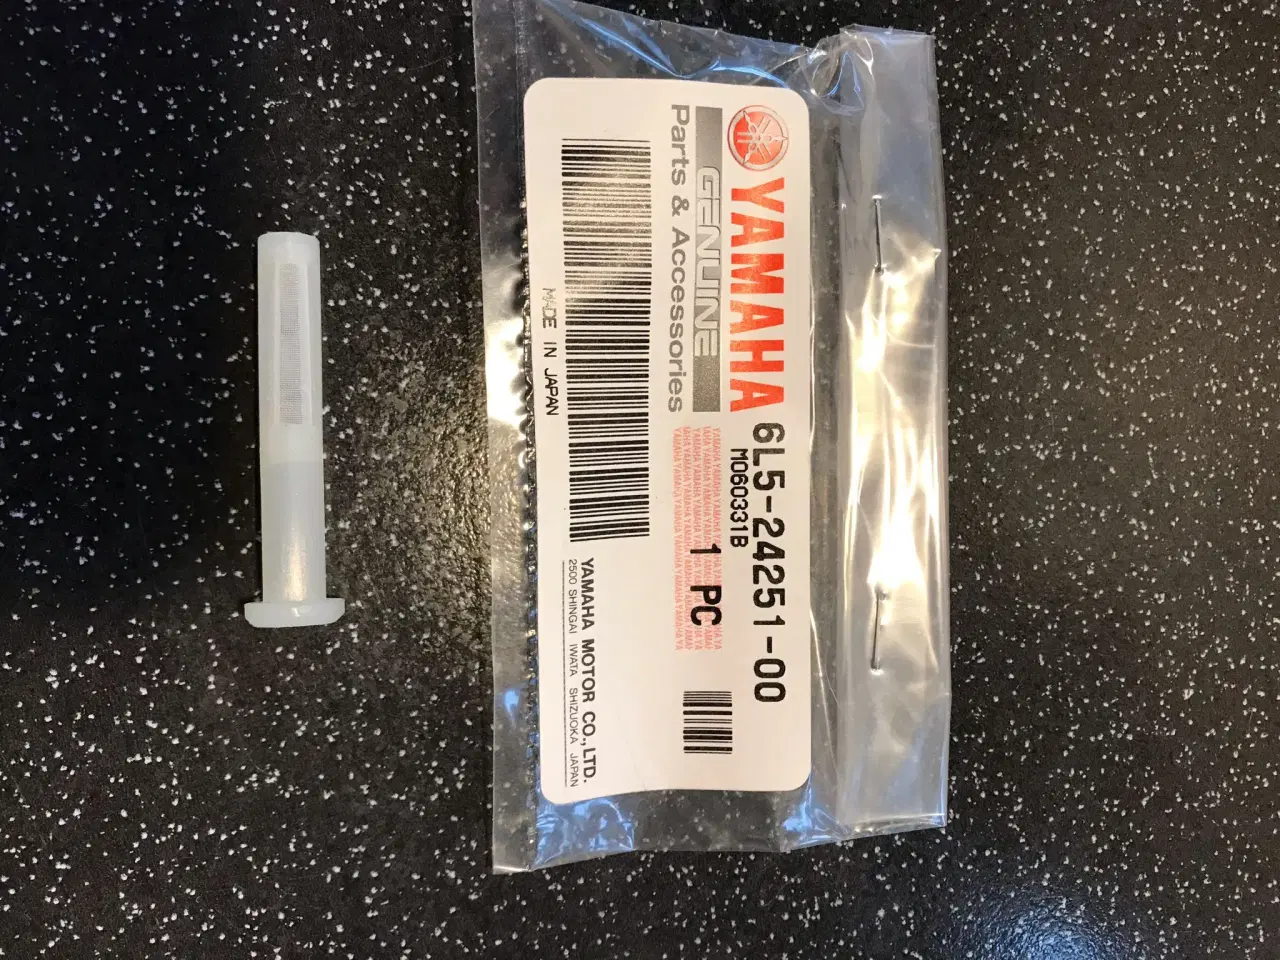 YAMAHA
GENUINE
Parts & Accessories
6L5-24251-00
M060331B
1 PC
MADE IN JAPAN
YAMAHA MOTOR CO.,LTD.
2500 SHINGAI IWATA SHIZUOKA JAPAN